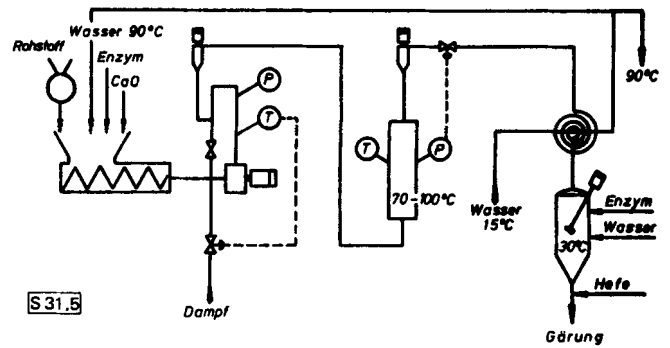 Rohstoff
Wasser 90°C
Enzym
CaO
P
T
T
P
70-100°C
90°C
Wasser
15°C
Enzym
Wasser
30°C
Hefe
Gärung
Dampf
S 31.5